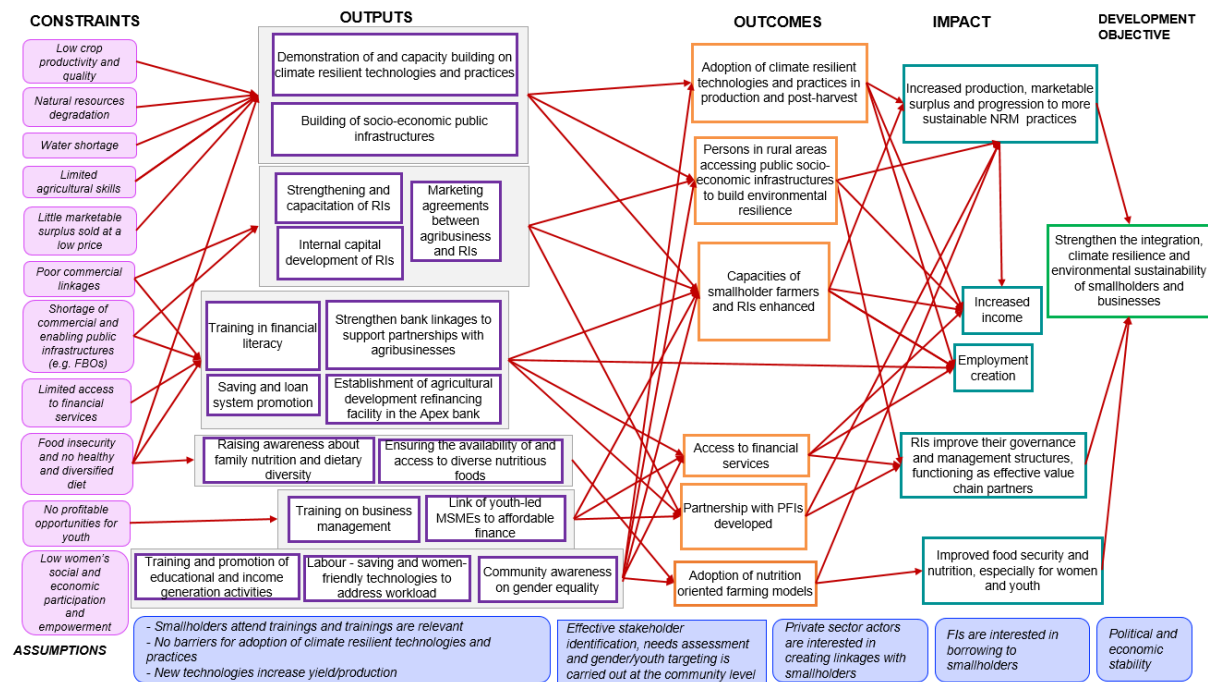 CONSTRAINTS
Low crop
productivity and
quality
Natural resources
degradation
Water shortage
Limited
agricultural skills
Little marketable
surplus sold at a
low price
Poor commercial
linkages
Shortage of
commercial and
enabling public
infrastructures
(e.g. FBOs)
Limited access
to financial
services
Food insecurity
and no healthy
and diversified
diet
No profitable
opportunities for
youth
Low women's
social and
economic
participation
and
empowerment
OUTPUTS
Demonstration of and capacity building on
climate resilient technologies and practices
Building of socio-economic public
infrastructures
Strengthening and
capacitation of RIs
Internal capital
development of RIs
Marketing
agreements
between
agribusiness
and RIs
Training in financial
literacy
Strengthen bank linkages to
support partnerships with
agribusinesses
Saving and loan
system promotion
Establishment of agricultural
development refinancing
facility in the Apex bank
Raising awareness about
family nutrition and dietary
diversity
Ensuring the availability of and
access to diverse nutritious
foods
Training on business
management
Link of youth-led
MSMEs to affordable
finance
Training and promotion of
educational and income
generation activities
Labour - saving and women-
friendly technologies to
address workload
Community awareness
on gender equality
OUTCOMES
Adoption of climate resilient
technologies and practices in
production and post-harvest
Persons in rural areas
accessing public socio-
economic infrastructures
to build environmental
resilience
Capacities of
smallholder farmers
and RIs enhanced
Access to financial
services
Partnership with PFIs
developed
Adoption of nutrition
oriented farming models
IMPACT
Increased production, marketable
surplus and progression to more
sustainable NRM practices
Increased
income
Employment
creation
RIs improve their governance
and management structures,
functioning as effective value
chain partners
Improved food security and
nutrition, especially for women
and youth
DEVELOPMENT
OBJECTIVE
Strengthen the integration,
climate resilience and
environmental sustainability
of smallholders and
businesses
ASSUMPTIONS
- Smallholders attend trainings and trainings are relevant
- No barriers for adoption of climate resilient technologies and
practices
- New technologies increase yield/production
Effective stakeholder
identification, needs assessment
and gender/youth targeting is
carried out at the community level
Private sector actors
are interested in
creating linkages with
smallholders
FIs are interested in
borrowing to
smallholders
Political and
economic
stability